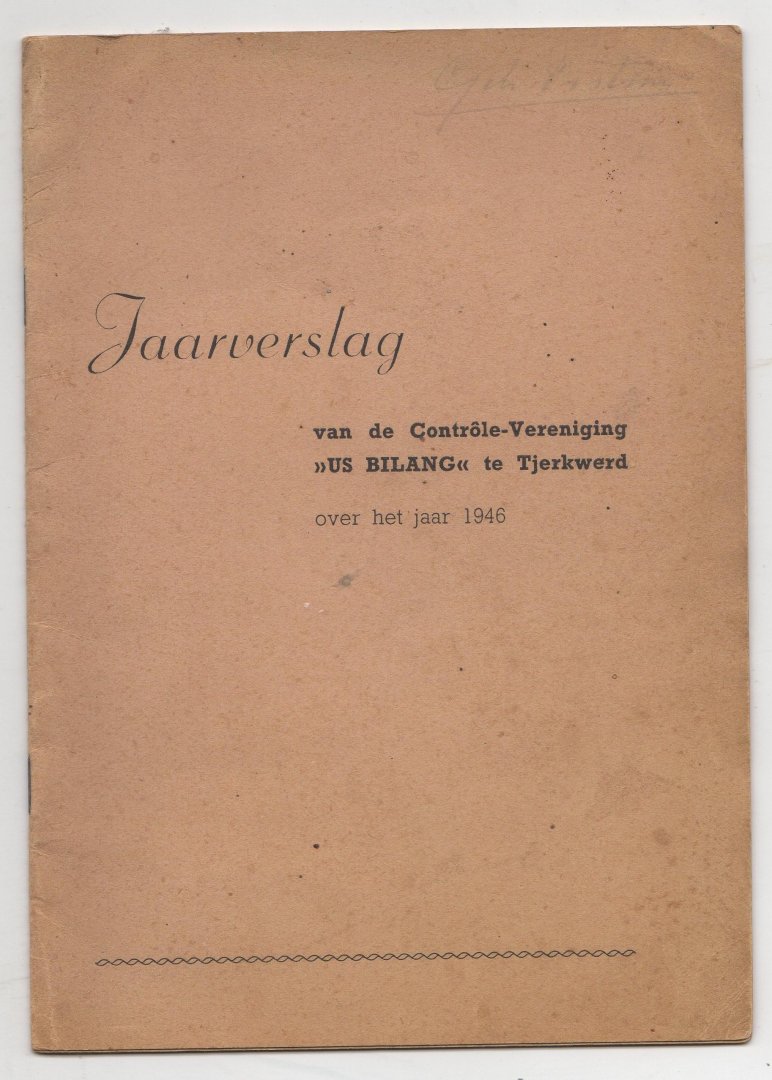 Jaarverslag
van de Contrôle-Vereniging
»US BILANG« te Tjerkwerd
over het jaar 1946